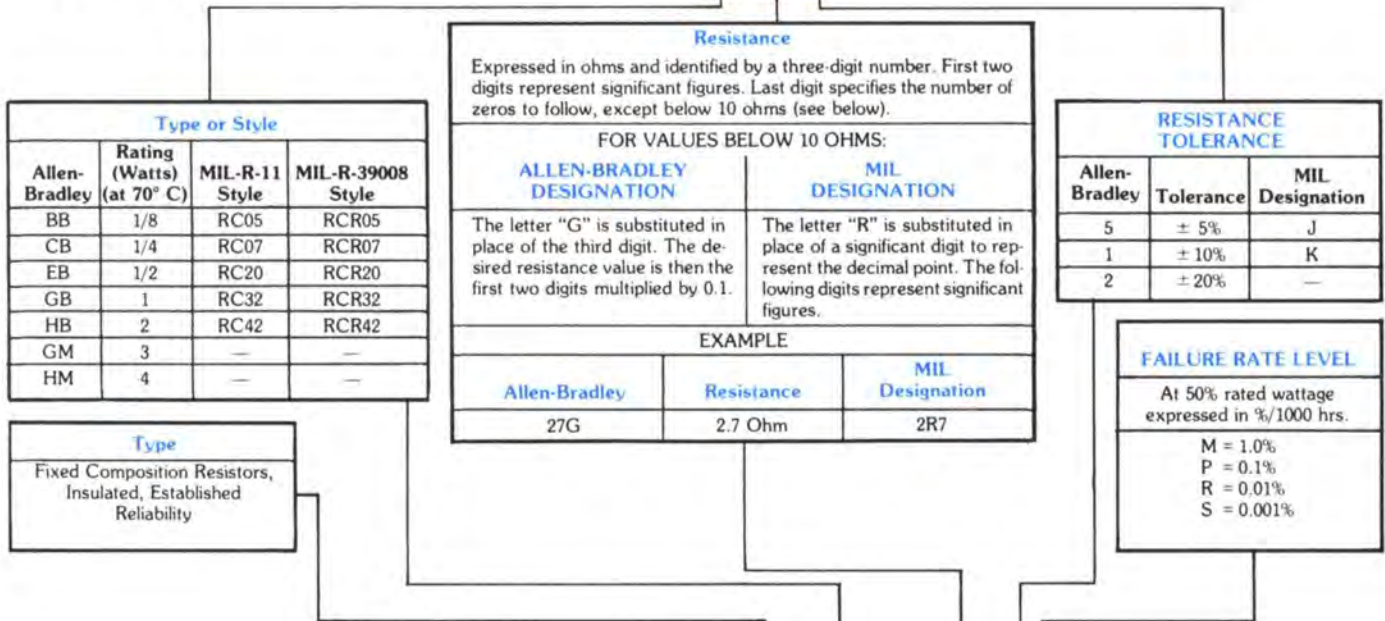 Type or Style
Allen-Bradley Rating (Watts) (at 70° C) MIL-R-11 Style MIL-R-39008 Style
BB 1/8 RC05 RCR05
CB 1/4 RC07 RCR07
EB 1/2 RC20 RCR20
GB 1 RC32 RCR32
HB 2 RC42 RCR42
GM 3 — —
HM 4 — —
Type
Fixed Composition Resistors,
Insulated, Established
Reliability
Resistance
Expressed in ohms and identified by a three-digit number. First two
digits represent significant figures. Last digit specifies the number of
zeros to follow, except below 10 ohms (see below).
FOR VALUES BELOW 10 OHMS:
ALLEN-BRADLEY
DESIGNATION
The letter "G" is substituted in
place of the third digit. The de-
sired resistance value is then the
first two digits multiplied by 0.1.
MIL
DESIGNATION
The letter "R" is substituted in
place of a significant digit to rep-
resent the decimal point. The fol-
lowing digits represent significant
figures.
EXAMPLE
Allen-Bradley Resistance MIL Designation
27G 2.7 Ohm 2R7
RESISTANCE
TOLERANCE
Allen-Bradley Tolerance MIL Designation
5 ± 5% J
1 ± 10% K
2 ± 20% —
FAILURE RATE LEVEL
At 50% rated wattage
expressed in %/1000 hrs.
M = 1.0%
P = 0.1%
R = 0.01%
S = 0.001%